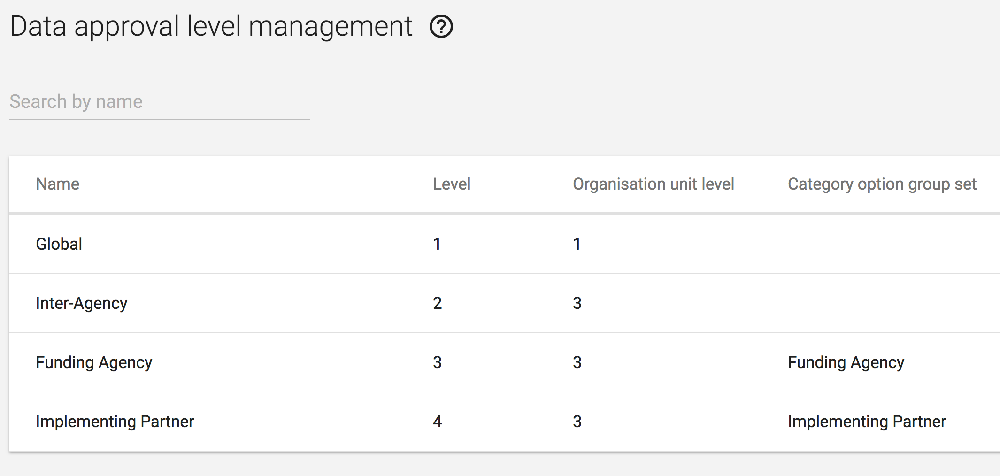 Data approval level management ?
Search by name
Name Level Organisation unit level Category option group set
Global 1 1
Inter-Agency 2 3
Funding Agency 3 3 Funding Agency
Implementing Partner 4 3 Implementing Partner